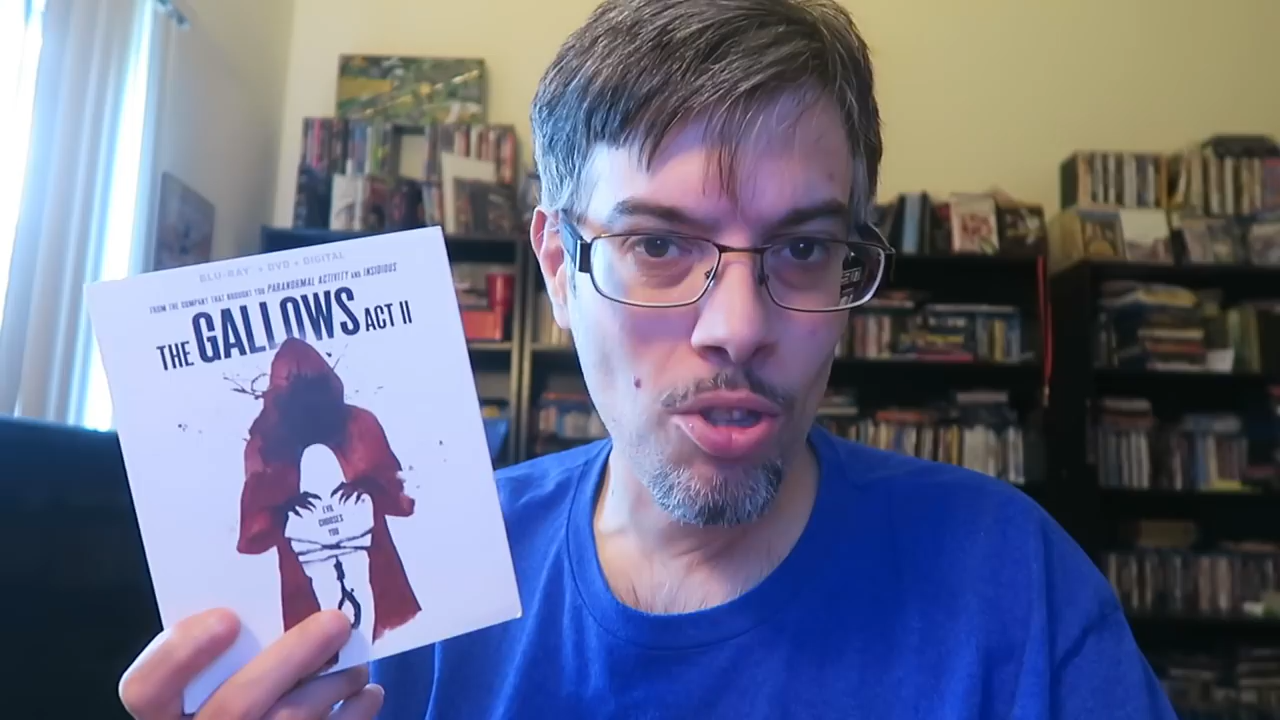 BLU-RAY + DVD + DIGITAL
FROM THE COMPANY THAT BROUGHT YOU PARANORMAL ACTIVITY AND INSIDIOUS
THE GALLOWS ACT II
EVIL
CHOOSES
YOU